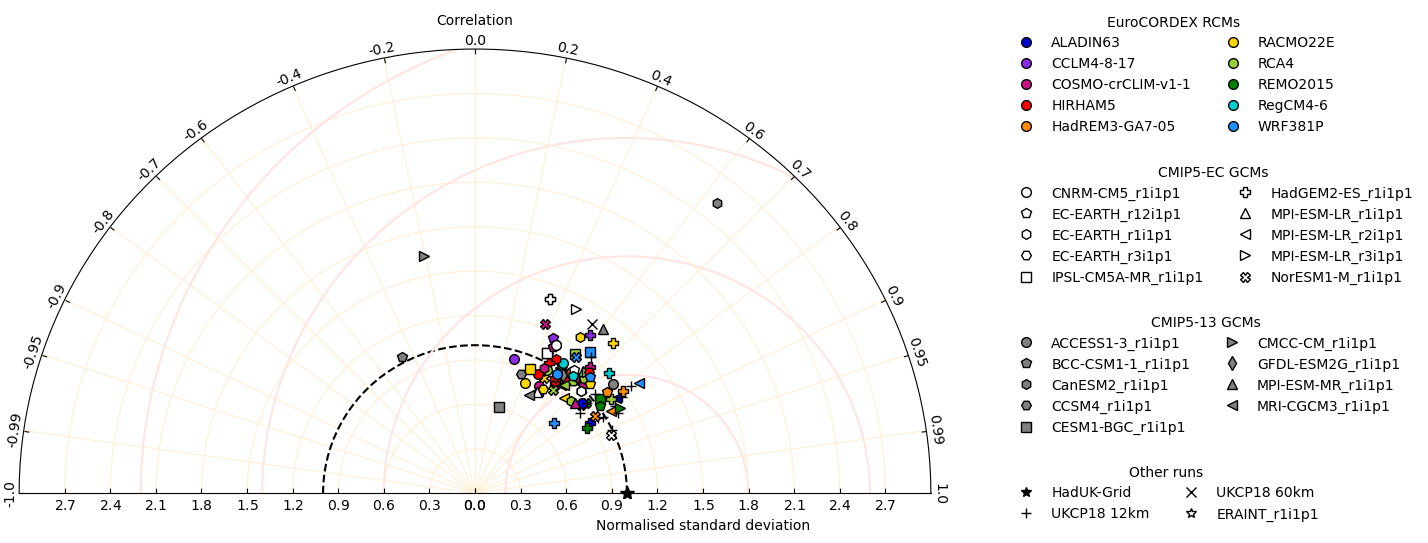 Correlation
-1.0
-0.99
-0.95
-0.9
-0.8
-0.7
-0.6
-0.4
-0.2
0.0
0.2
0.4
0.6
0.7
0.8
0.9
0.95
0.99
1.0
2.7 2.4 2.1 1.8 1.5 1.2 0.9 0.6 0.3 0.0 0.3 0.6 0.9 1.2 1.5 1.8 2.1 2.4 2.7
Normalised standard deviation
EuroCORDEX RCMs
ALADIN63 RACMO22E
CCLM4-8-17 RCA4
COSMO-crCLIM-v1-1 REMO2015
HIRHAM5 RegCM4-6
HadREM3-GA7-05 WRF381P
CMIP5-EC GCMs
CNRM-CM5_r1i1p1 HadGEM2-ES_r1i1p1
EC-EARTH_r12i1p1 MPI-ESM-LR_r1i1p1
EC-EARTH_r1i1p1 MPI-ESM-LR_r2i1p1
EC-EARTH_r3i1p1 MPI-ESM-LR_r3i1p1
IPSL-CM5A-MR_r1i1p1 NorESM1-M_r1i1p1
CMIP5-13 GCMs
ACCESS1-3_r1i1p1 CMCC-CM_r1i1p1
BCC-CSM1-1_r1i1p1 GFDL-ESM2G_r1i1p1
CanESM2_r1i1p1 MPI-ESM-MR_r1i1p1
CCSM4_r1i1p1 MRI-CGCM3_r1i1p1
CESM1-BGC_r1i1p1
Other runs
HadUK-Grid UKCP18 60km
UKCP18 12km ERAINT_r1i1p1